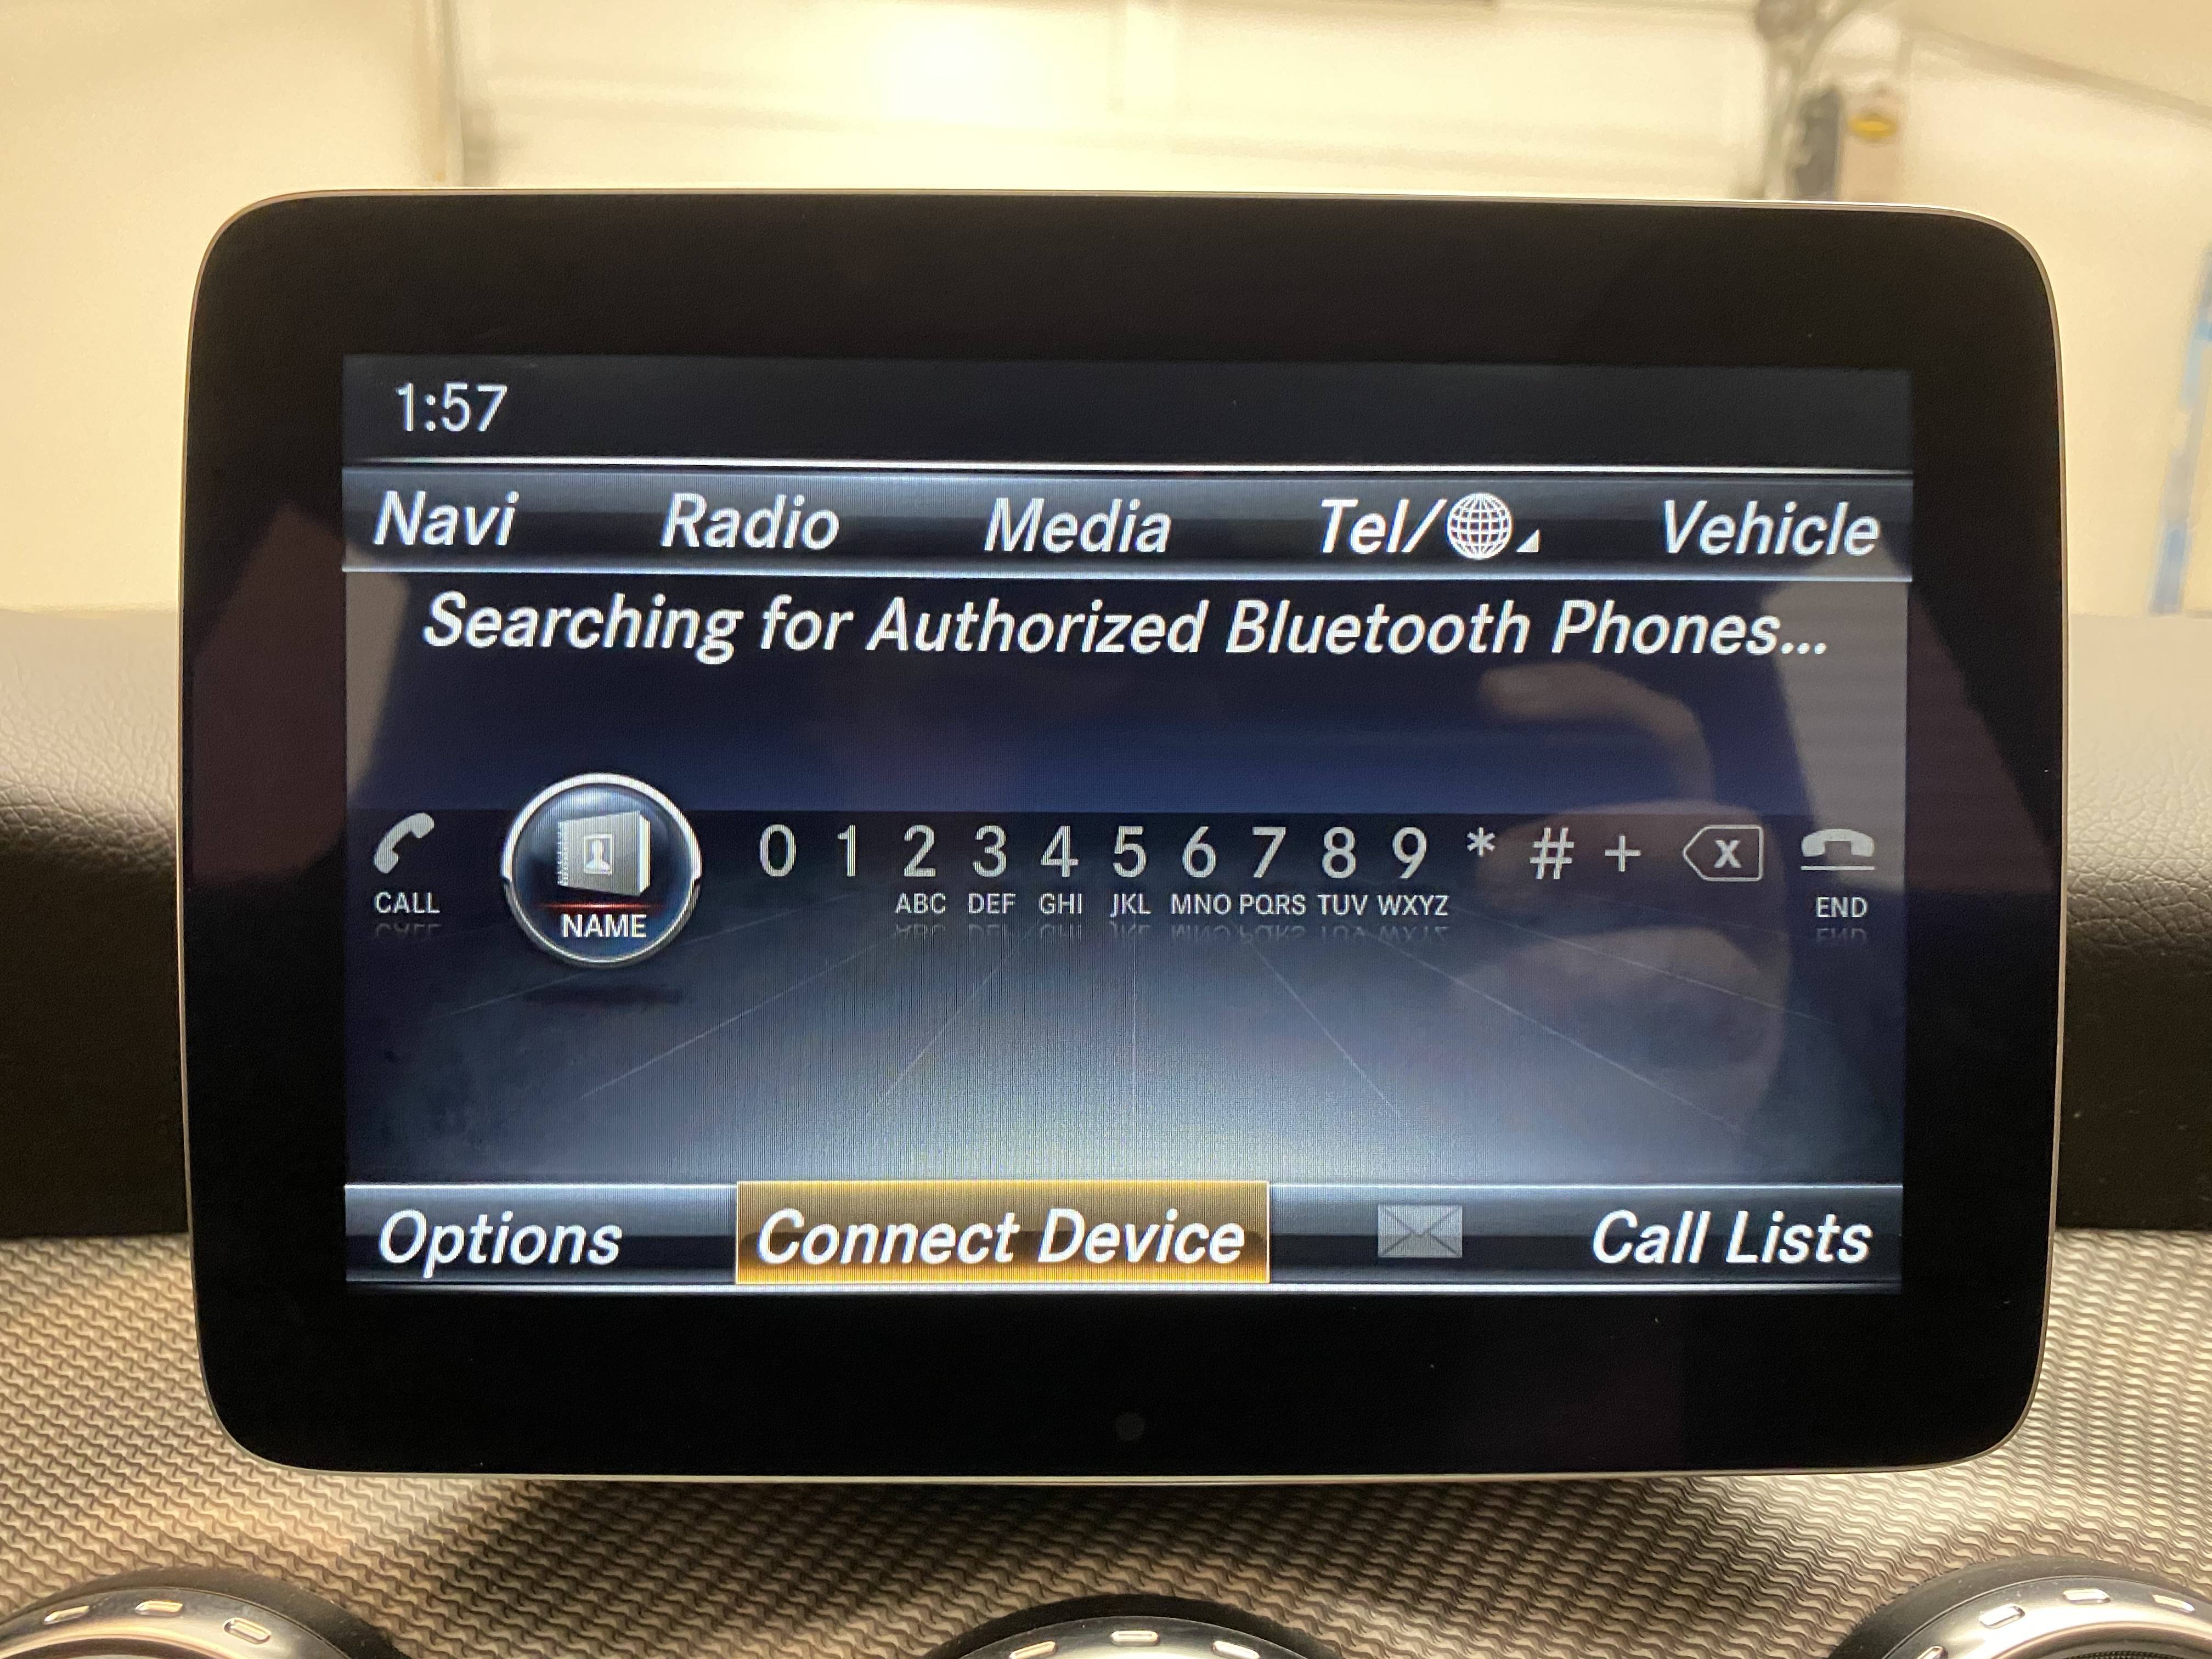 1:57
Navi Radio Media Tel/ Vehicle
Searching for Authorized Bluetooth Phones...
0 1 2 3 4 5 6 7 8 9 * # + X
CALL NAME ABC DEF GHI JKL MNO PQRS TUV WXYZ END
Options Connect Device Call Lists